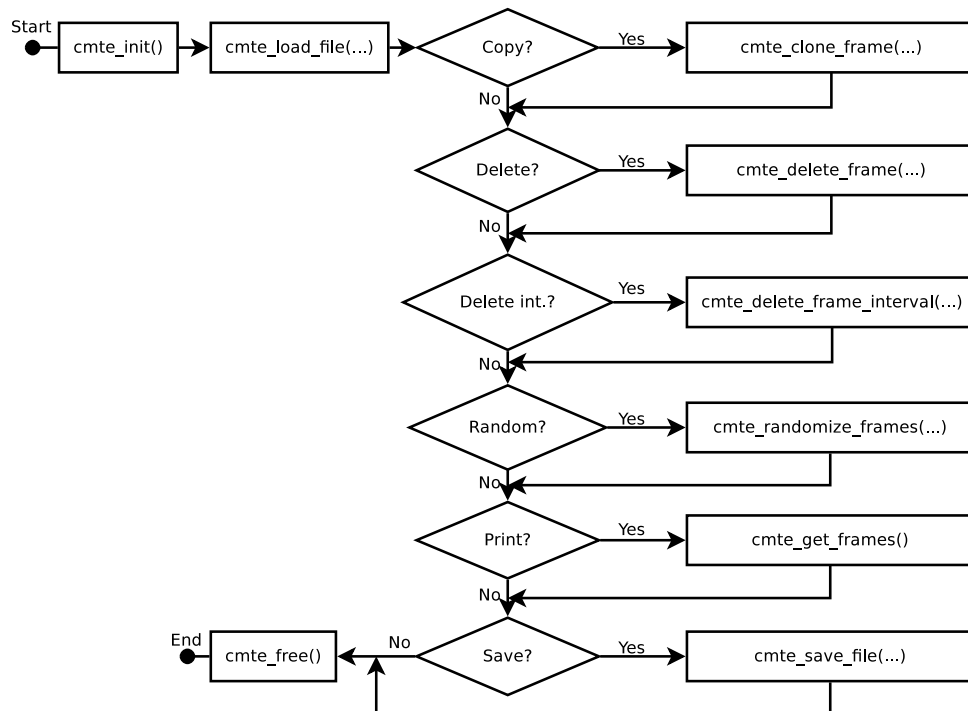 Start
cmte_init()
cmte_load_file(...)
Copy?
Yes
cmte_clone_frame(...)
No
Delete?
Yes
cmte_delete_frame(...)
No
Delete int.?
Yes
cmte_delete_frame_interval(...)
No
Random?
Yes
cmte_randomize_frames(...)
No
Print?
Yes
cmte_get_frames()
No
Save?
Yes
cmte_save_file(...)
No
cmte_free()
End